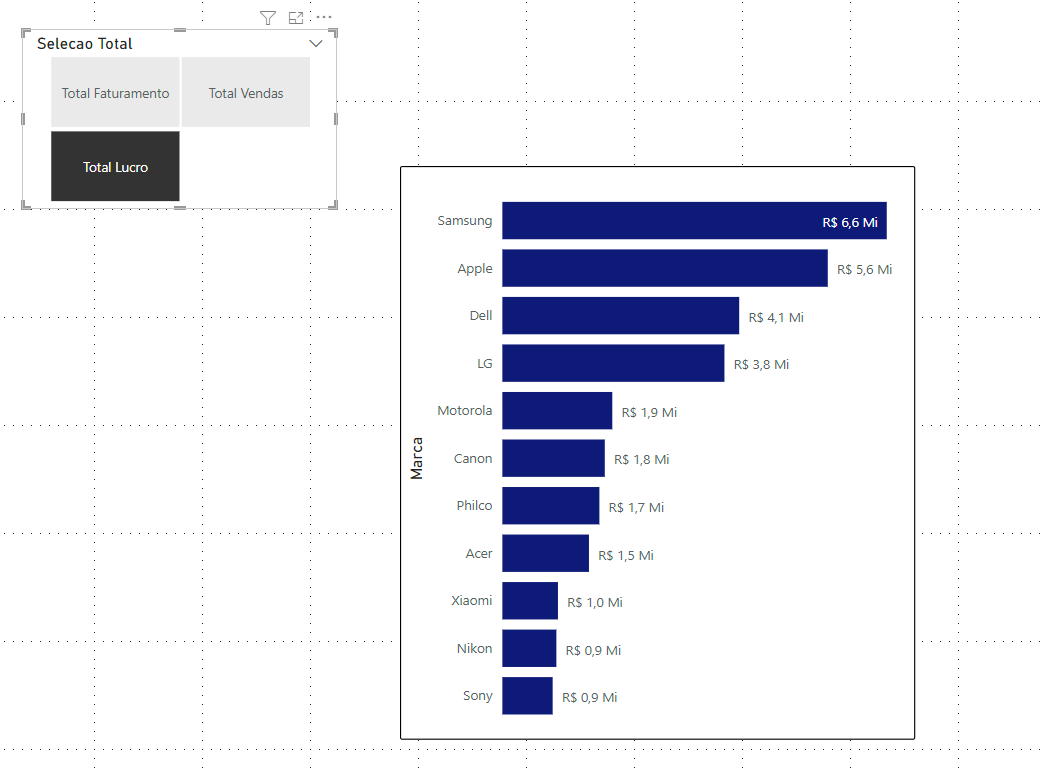 Selecao Total
Total Faturamento
Total Vendas
Total Lucro
Marca
Samsung R$ 6,6 Mi
Apple R$ 5,6 Mi
Dell R$ 4,1 Mi
LG R$ 3,8 Mi
Motorola R$ 1,9 Mi
Canon R$ 1,8 Mi
Philco R$ 1,7 Mi
Acer R$ 1,5 Mi
Xiaomi R$ 1,0 Mi
Nikon R$ 0,9 Mi
Sony R$ 0,9 Mi